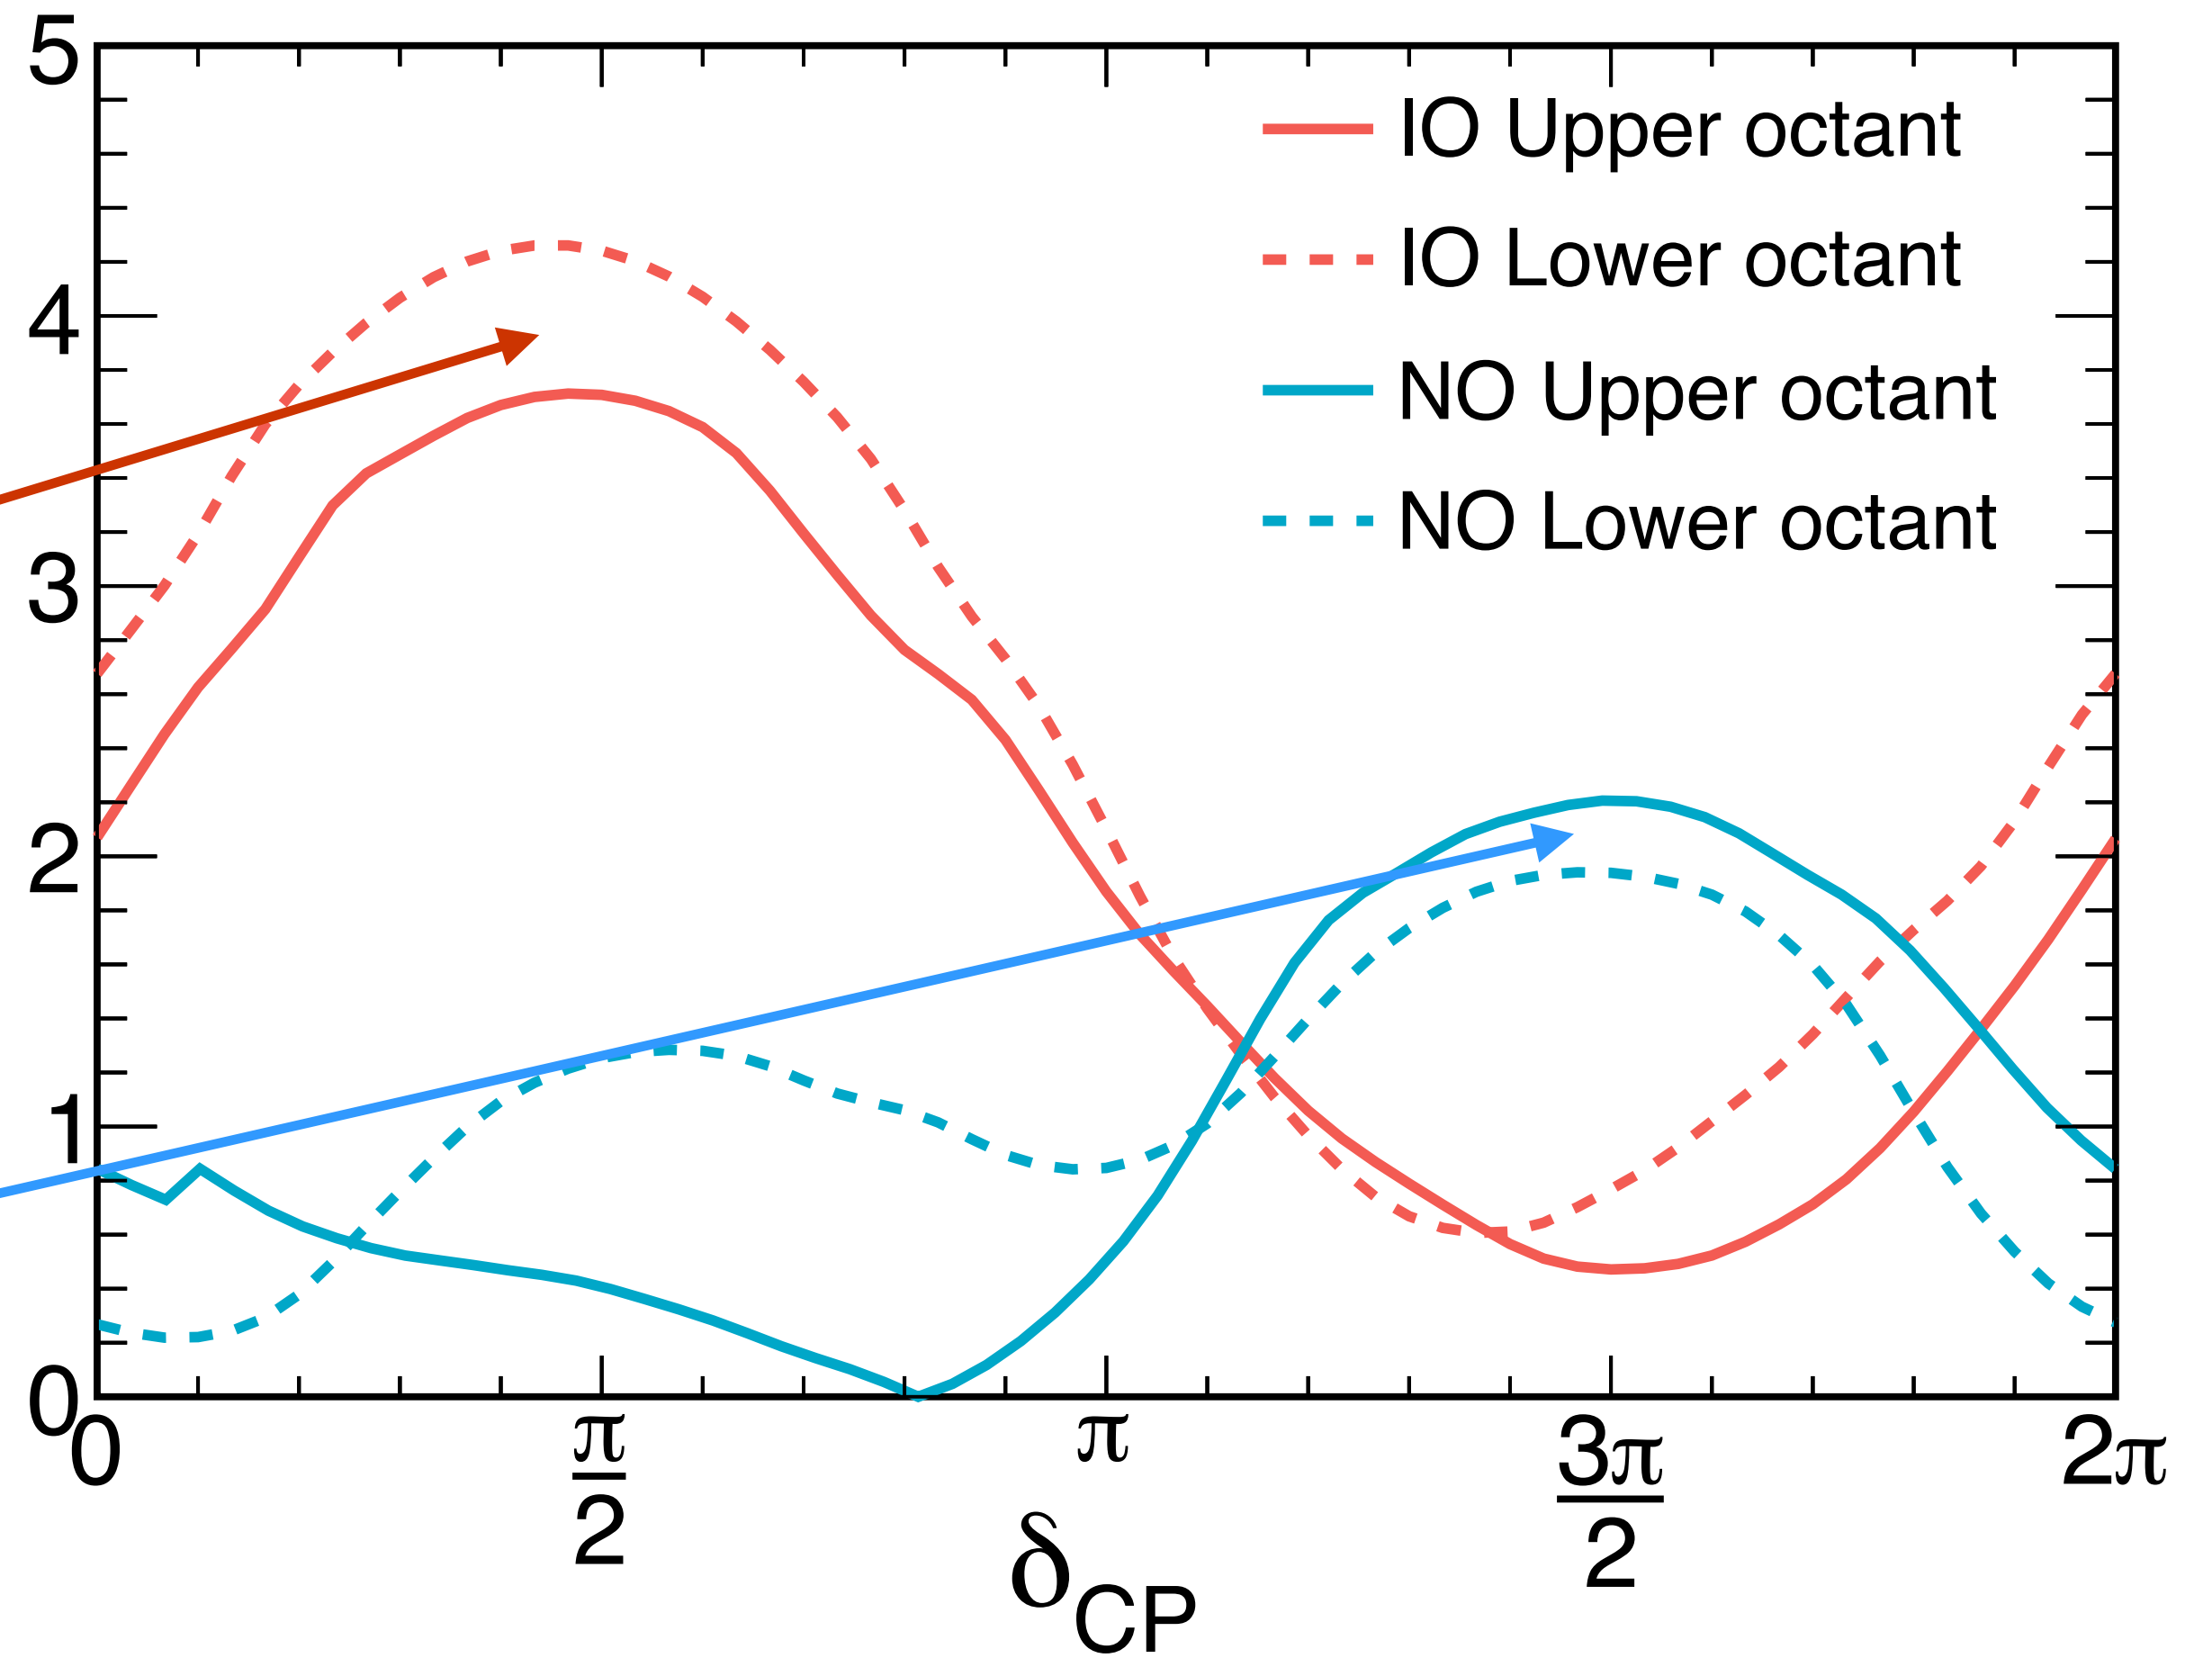 5
4
3
2
1
0
IO Upper octant
IO Lower octant
NO Upper octant
NO Lower octant
0
π
2
π
3π
2
2π
δCP